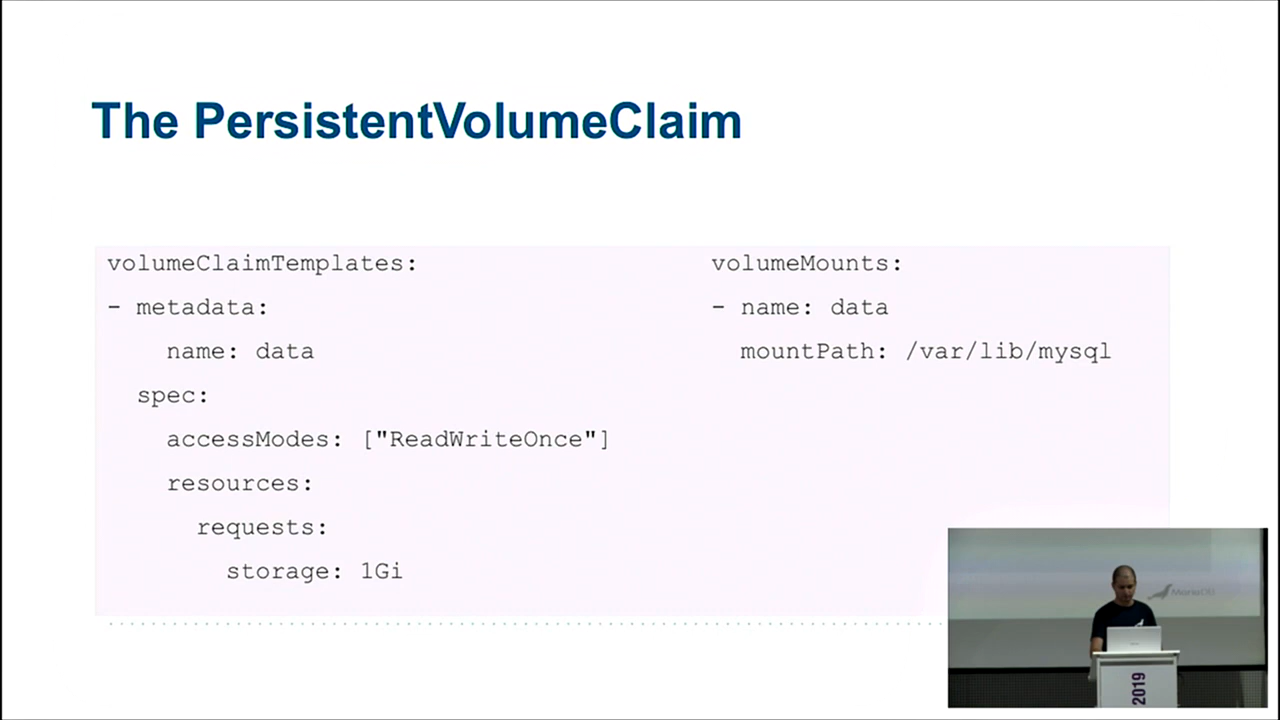 The PersistentVolumeClaim
volumeClaimTemplates:
- metadata:
    name: data
  spec:
    accessModes: ["ReadWriteOnce"]
    resources:
      requests:
        storage: 1Gi
volumeMounts:
- name: data
  mountPath: /var/lib/mysql
MariaDB
2019